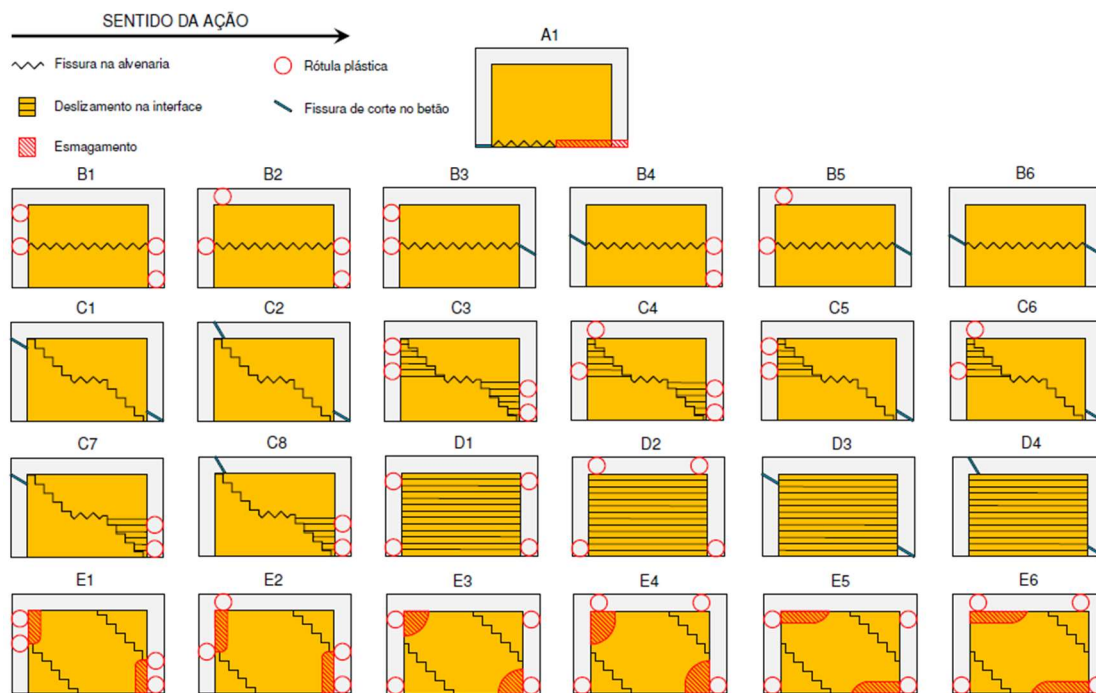 SENTIDO DA AÇÃO
Fissura na alvenaria
Rótula plástica
Deslizamento na interface
Fissura de corte no betão
Esmagamento
A1
B1 B2 B3 B4 B5 B6
C1 C2 C3 C4 C5 C6
C7 C8 D1 D2 D3 D4
E1 E2 E3 E4 E5 E6